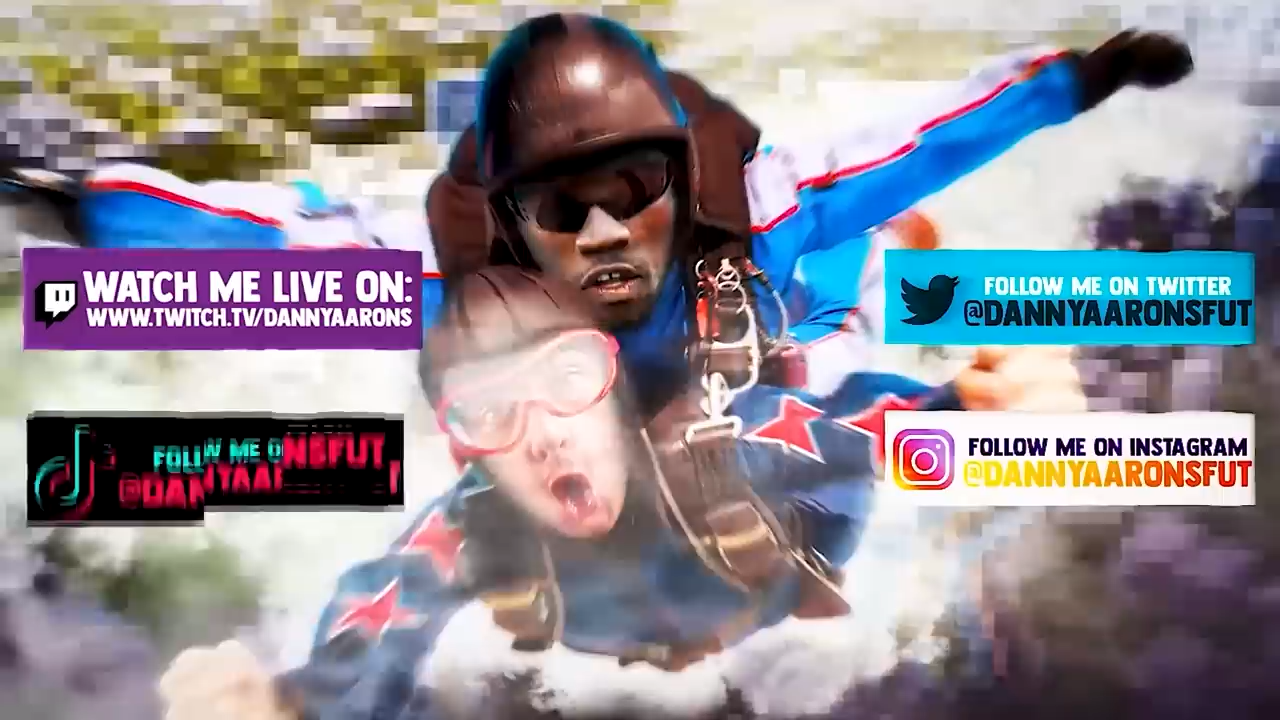 WATCH ME LIVE ON:
WWW.TWITCH.TV/DANNYAARONS
FOLLOW ME ON TWITTER
@DANNYAARONSFUT
FOLLOW ME ON INSTAGRAM
@DANNYAARONSFUT